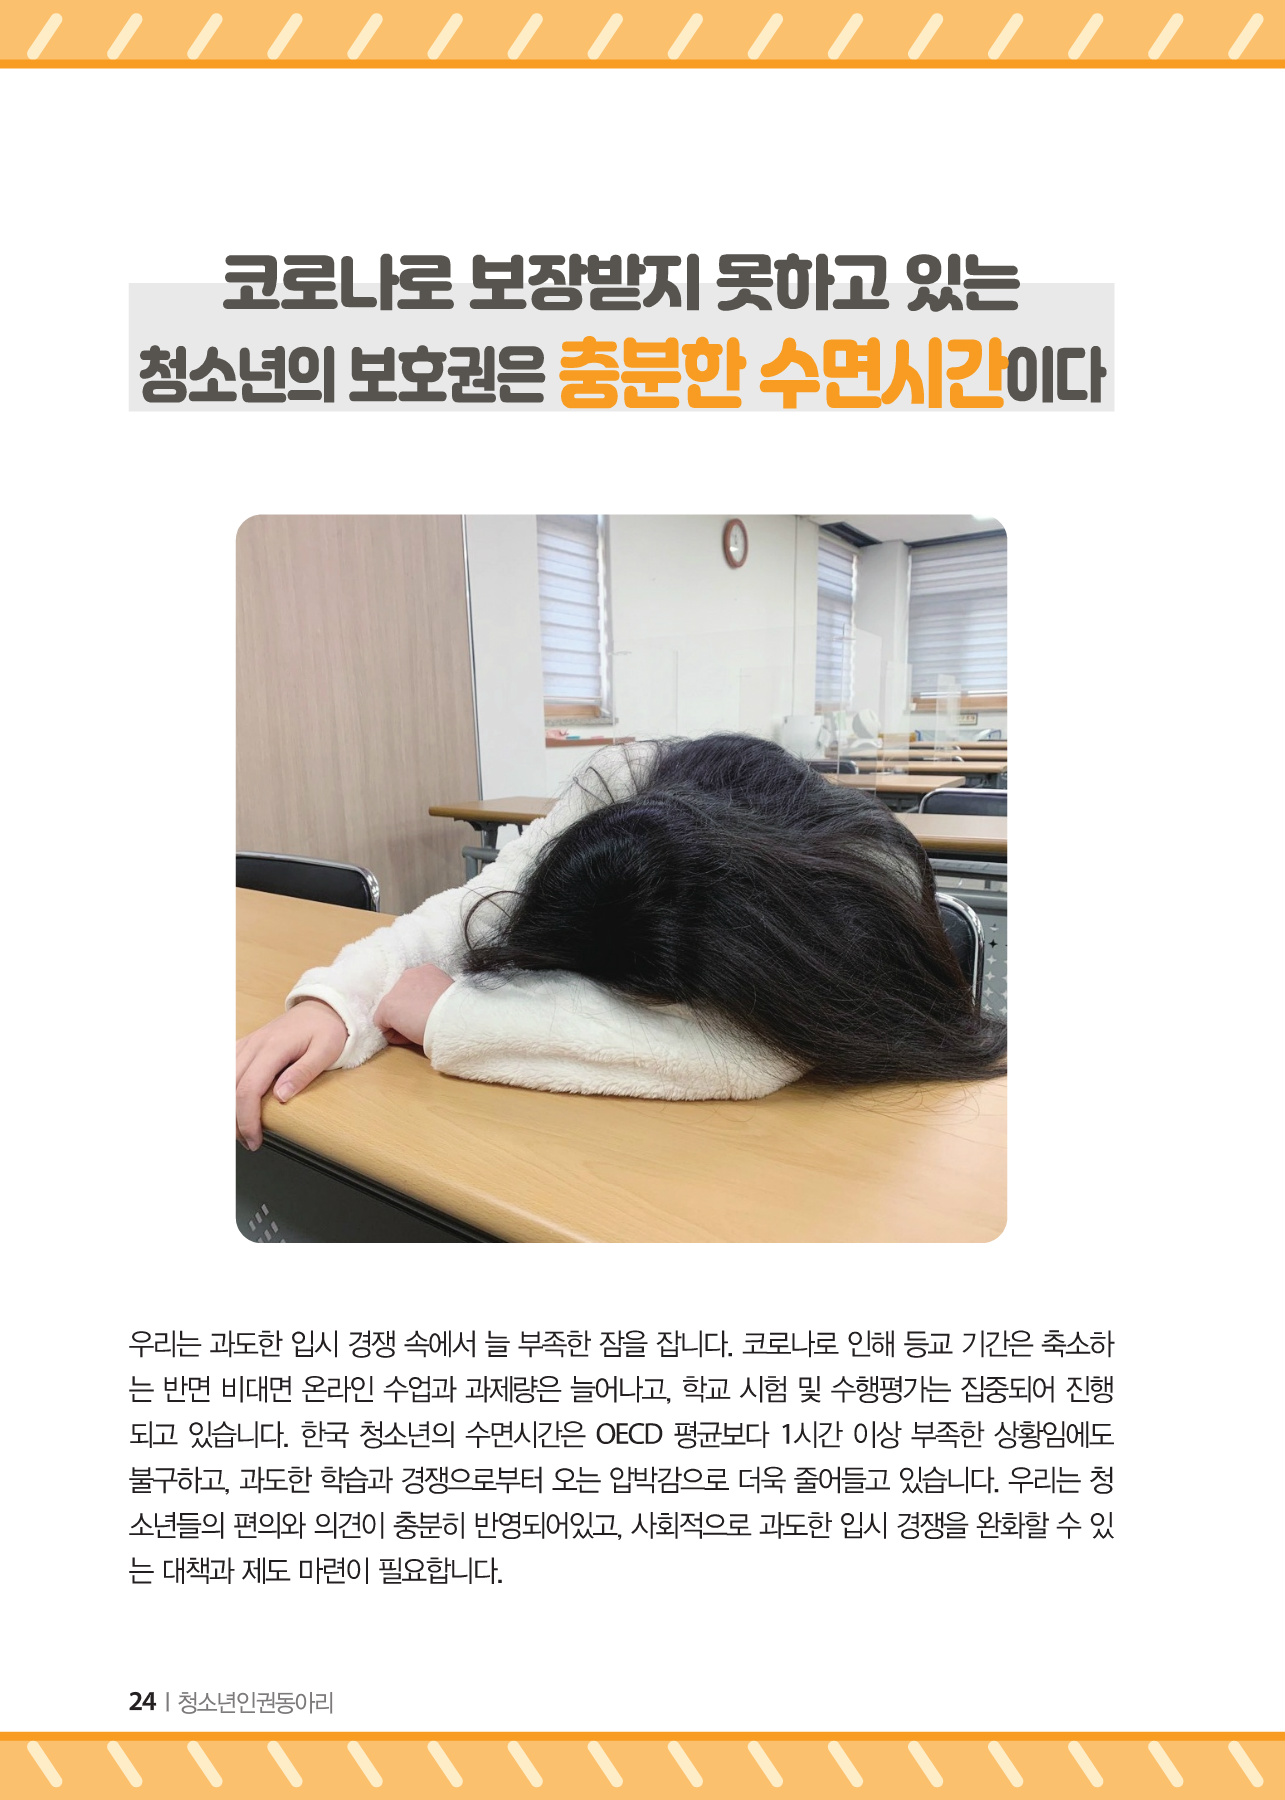 코로나로 보장받지 못하고 있는
청소년의 보호권은 충분한 수면시간이다
우리는 과도한 입시 경쟁 속에서 늘 부족한 잠을 잡니다. 코로나로 인해 등교 기간은 축소하
는 반면 비대면 온라인 수업과 과제량은 늘어나고, 학교 시험 및 수행평가는 집중되어 진행
되고 있습니다. 한국 청소년의 수면시간은 OECD 평균보다 1시간 이상 부족한 상황임에도
불구하고, 과도한 학습과 경쟁으로부터 오는 압박감으로 더욱 줄어들고 있습니다. 우리는 청
소년들의 편의와 의견이 충분히 반영되어있고, 사회적으로 과도한 입시 경쟁을 완화할 수 있
는 대책과 제도 마련이 필요합니다.
24 | 청소년인권동아리